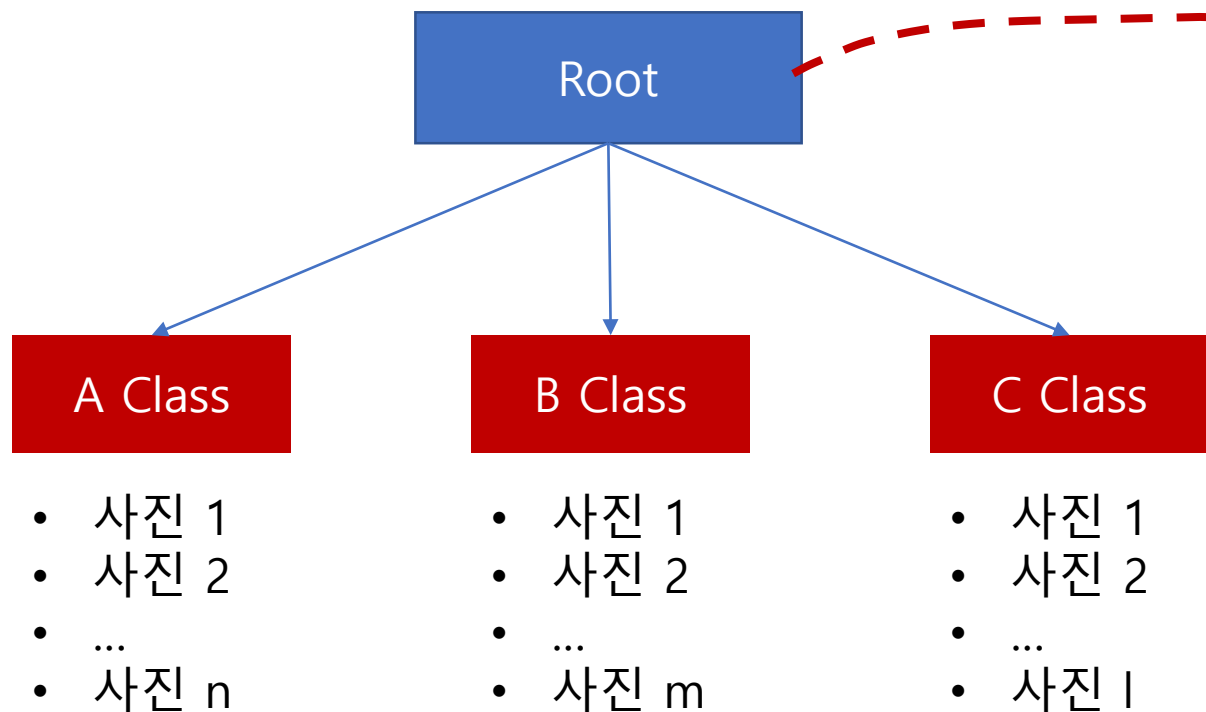 Root
A Class
B Class
C Class
• 사진 1
• 사진 2
• ...
• 사진 n
• 사진 1
• 사진 2
• ...
• 사진 m
• 사진 1
• 사진 2
• ...
• 사진 l